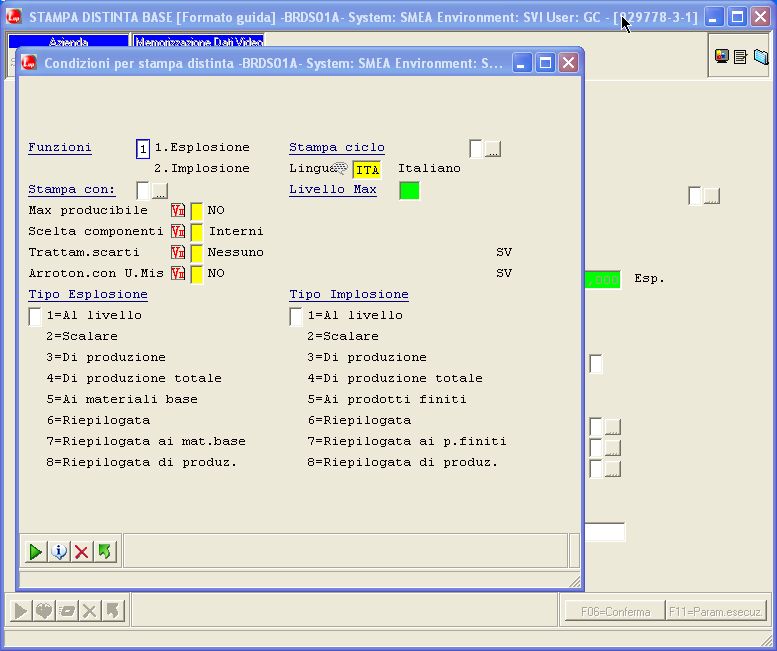 STAMPA DISTINTA BASE [Formato guida] -BRDS01A- System: SMEA Environment: SVI User: GC - [029778-3-1]
Azienda Memorizzazione Dati Video
Condizioni per stampa distinta -BRDS01A- System: SMEA Environment: S...
Funzioni 1 1.Esplosione Stampa ciclo ...
2.Implosione Lingua ITA Italiano
Stampa con: ... Livello Max
Max producibile NO
Scelta componenti Interni
Trattam.scarti Nessuno SV
Arroton.con U.Mis NO SV
Esp.
Tipo Esplosione Tipo Implosione
1=Al livello 1=Al livello
2=Scalare 2=Scalare
3=Di produzione 3=Di produzione
4=Di produzione totale 4=Di produzione totale
5=Ai materiali base 5=Ai prodotti finiti
6=Riepilogata 6=Riepilogata
7=Riepilogata ai mat.base 7=Riepilogata ai p.finiti
8=Riepilogata di produz. 8=Riepilogata di produz.
F06=Conferma F11=Param.esecuz.